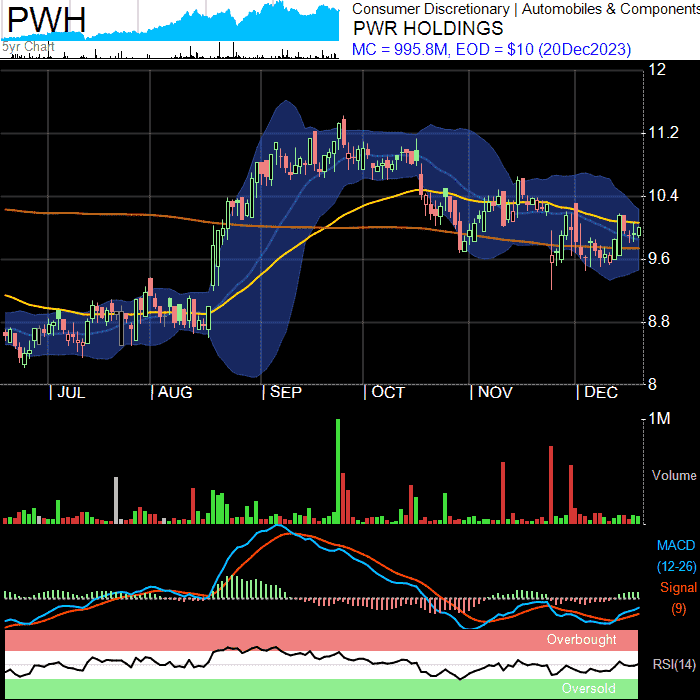 PWH
5yr Chart
Consumer Discretionary | Automobiles & Components
PWR HOLDINGS
MC = 995.8M, EOD = $10 (20Dec2023)
12
11.2
10.4
9.6
8.8
8
| JUL | AUG | SEP | OCT | NOV | DEC
1M
Volume
MACD
(12-26)
Signal
(9)
Overbought
RSI(14)
Oversold